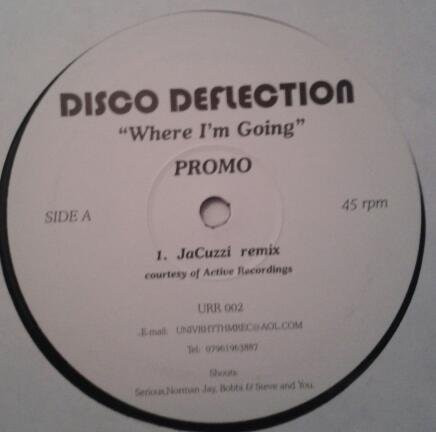 DISCO DEFLECTION
"Where I'm Going"
PROMO
SIDE A
45 rpm
1. JaCuzzi remix
courtesy of Active Recordings
URR 002
.E-mail: UNIVRHYTHMREC@AOL.COM
Tel: 07961963887
Shouts
Serious,Norman Jay, Bobbi & Steve and You.